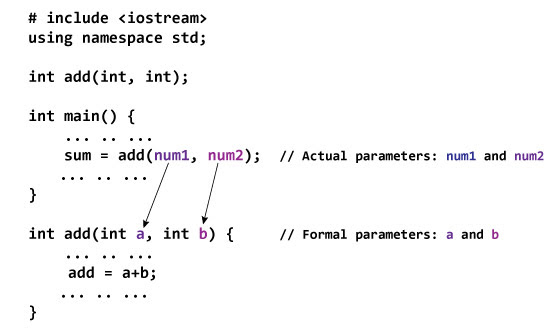 # include <iostream>
using namespace std;
int add(int, int);
int main() {
... .. ...
sum = add(num1, num2); // Actual parameters: num1 and num2
... .. ...
}
int add(int a, int b) { // Formal parameters: a and b
... .. ...
add = a+b;
... .. ...
}